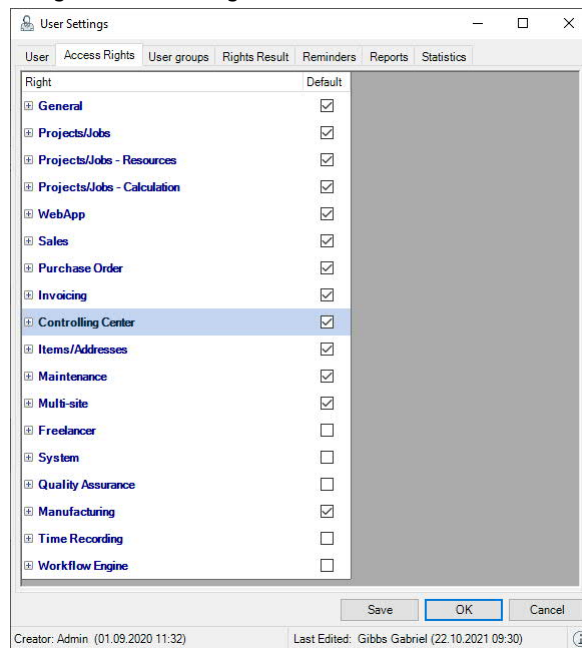 User Settings
User Access Rights User groups Rights Result Reminders Reports Statistics
Right Default
General
Projects/Jobs
Projects/Jobs - Resources
Projects/Jobs - Calculation
WebApp
Sales
Purchase Order
Invoicing
Controlling Center
Items/Addresses
Maintenance
Multi-site
Freelancer
System
Quality Assurance
Manufacturing
Time Recording
Workflow Engine
Save OK Cancel
Creator: Admin (01.09.2020 11:32) Last Edited: Gibbs Gabriel (22.10.2021 09:30)